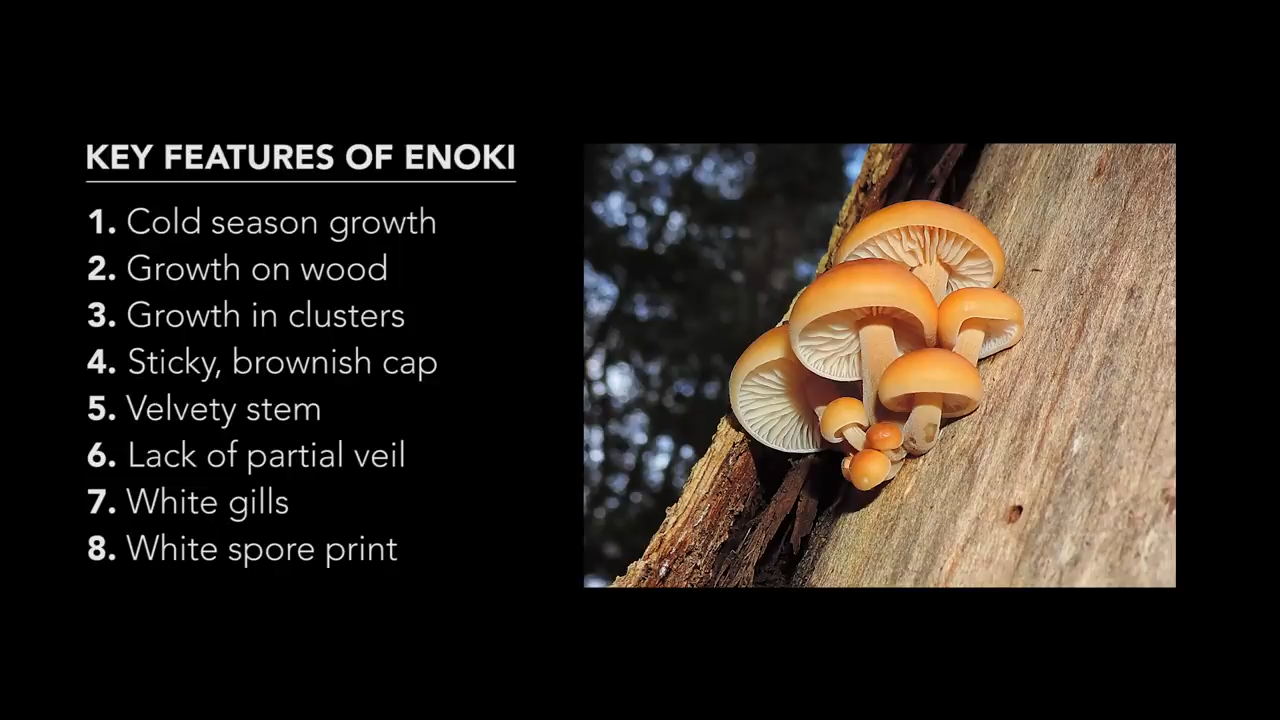 KEY FEATURES OF ENOKI
1. Cold season growth
2. Growth on wood
3. Growth in clusters
4. Sticky, brownish cap
5. Velvety stem
6. Lack of partial veil
7. White gills
8. White spore print